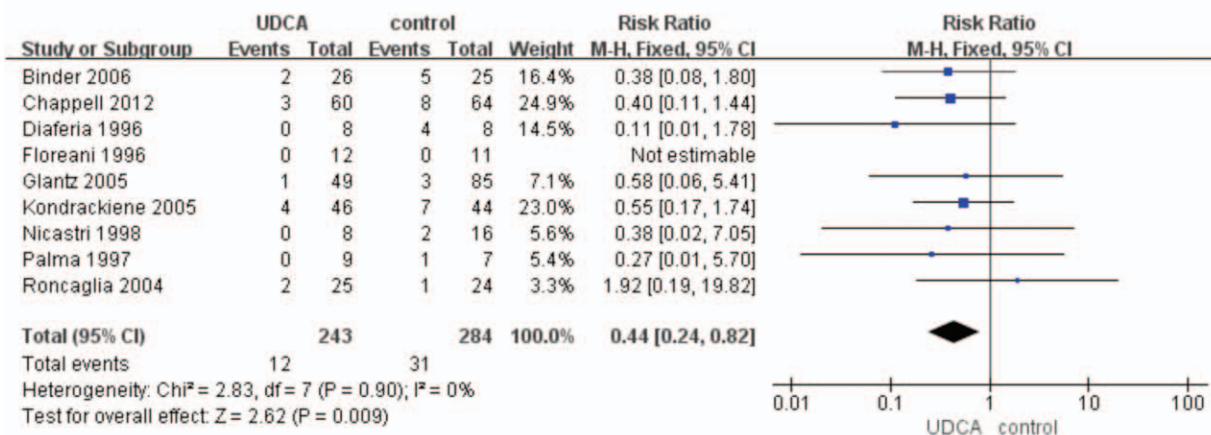 UDCA control Risk Ratio Risk Ratio
Study or Subgroup Events Total Events Total Weight M-H, Fixed, 95% CI M-H, Fixed, 95% CI
Binder 2006 2 26 5 25 16.4% 0.38 [0.08, 1.80]
Chappell 2012 3 60 8 64 24.9% 0.40 [0.11, 1.44]
Diaferia 1996 0 8 4 8 14.5% 0.11 [0.01, 1.78]
Floreani 1996 0 12 0 11 Not estimable
Glantz 2005 1 49 3 85 7.1% 0.58 [0.06, 5.41]
Kondrackiene 2005 4 46 7 44 23.0% 0.55 [0.17, 1.74]
Nicastri 1998 0 8 2 16 5.6% 0.38 [0.02, 7.05]
Palma 1997 0 9 1 7 5.4% 0.27 [0.01, 5.70]
Roncaglia 2004 2 25 1 24 3.3% 1.92 [0.19, 19.82]
Total (95% CI) 243 284 100.0% 0.44 [0.24, 0.82]
Total events 12 31
Heterogeneity: Chi² = 2.83, df = 7 (P = 0.90); I² = 0%
Test for overall effect: Z = 2.62 (P = 0.009)
0.01 0.1 1 10 100
UDCA control